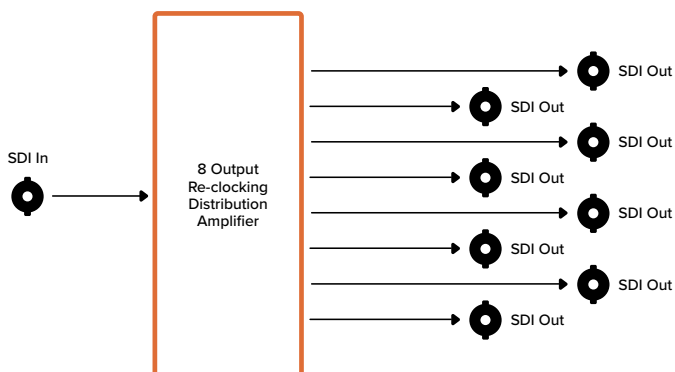 SDI In
8 Output
Re-clocking
Distribution
Amplifier
SDI Out
SDI Out
SDI Out
SDI Out
SDI Out
SDI Out
SDI Out
SDI Out